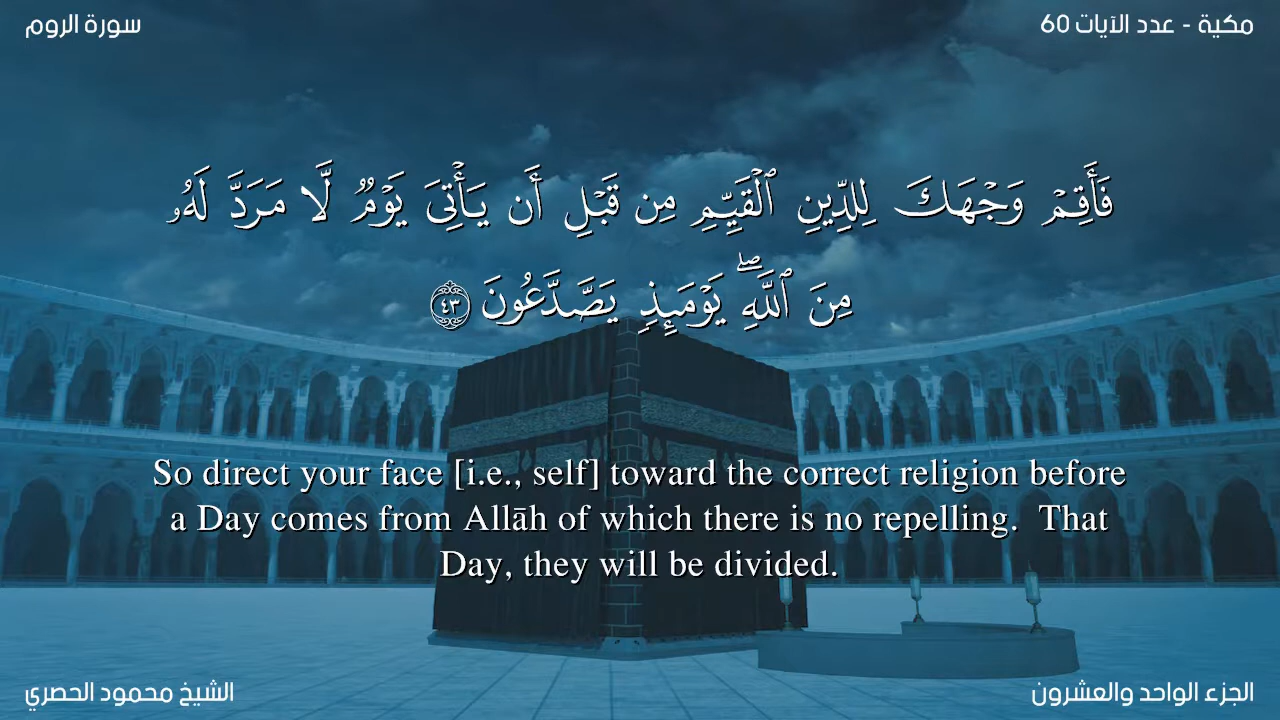 سورة الروم
مكية - عدد الآيات 60
فَأَقِمْ وَجْهَكَ لِلدِّينِ ٱلْقَيِّمِ مِن قَبْلِ أَن يَأْتِىَ يَوْمٌ لَّا مَرَدَّ لَهُۥ
مِنَ ٱللَّهِ ۖ يَوْمَئِذٍ يَصَّدَّعُونَ ٤٣
So direct your face [i.e., self] toward the correct religion before
a Day comes from Allāh of which there is no repelling.  That
Day, they will be divided.
الشيخ محمود الحصري
الجزء الواحد والعشرون